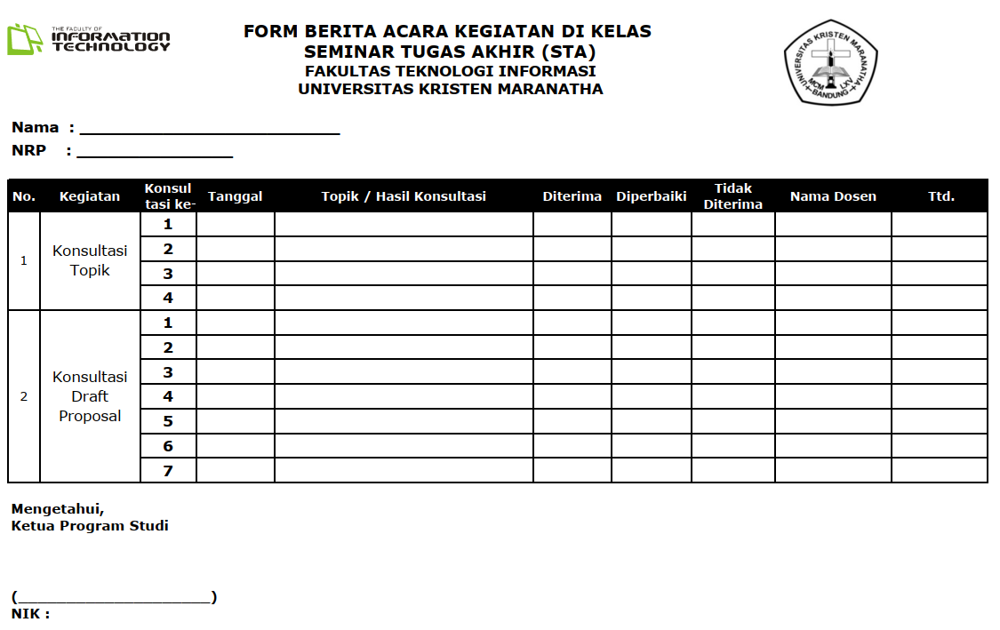 THE FACULTY OF
INFORMATION
TECHNOLOGY
FORM BERITA ACARA KEGIATAN DI KELAS
SEMINAR TUGAS AKHIR (STA)
FAKULTAS TEKNOLOGI INFORMASI
UNIVERSITAS KRISTEN MARANATHA
UNIVERSITAS KRISTEN MARANATHA
MCM LXV
BANDUNG
Nama : ___________________________
NRP : ________________
No. Kegiatan Konsul tasi ke- Tanggal Topik / Hasil Konsultasi Diterima Diperbaiki Tidak Diterima Nama Dosen Ttd.
1 Konsultasi Topik
1
2
3
4
2 Konsultasi Draft Proposal
1
2
3
4
5
6
7
Mengetahui,
Ketua Program Studi
(____________________)
NIK :